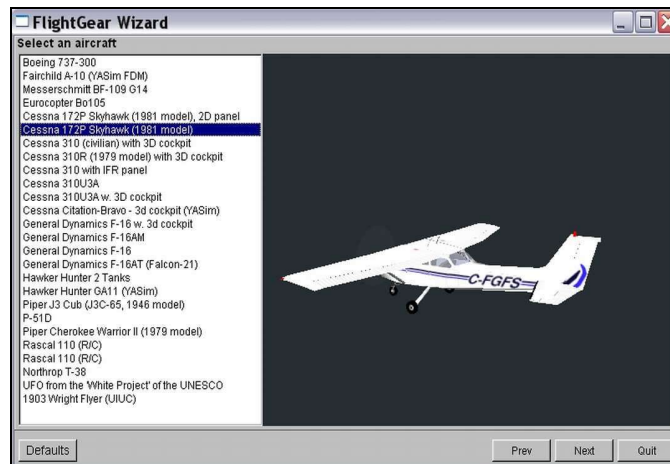 FlightGear Wizard
Select an aircraft
Boeing 737-300
Fairchild A-10 (YASim FDM)
Messerschmitt BF-109 G14
Eurocopter Bo105
Cessna 172P Skyhawk (1981 model), 2D panel
Cessna 172P Skyhawk (1981 model)
Cessna 310 (civilian) with 3D cockpit
Cessna 310R (1979 model) with 3D cockpit
Cessna 310 with IFR panel
Cessna 310U3A
Cessna 310U3A w. 3D cockpit
Cessna Citation-Bravo - 3d cockpit (YASim)
General Dynamics F-16 w. 3d cockpit
General Dynamics F-16AM
General Dynamics F-16
General Dynamics F-16AT (Falcon-21)
Hawker Hunter 2 Tanks
Hawker Hunter GA11 (YASim)
Piper J3 Cub (J3C-65, 1946 model)
P-51D
Piper Cherokee Warrior II (1979 model)
Rascal 110 (R/C)
Rascal 110 (R/C)
Northrop T-38
UFO from the 'White Project' of the UNESCO
1903 Wright Flyer (UIUC)
C-FGFS
Defaults
Prev
Next
Quit